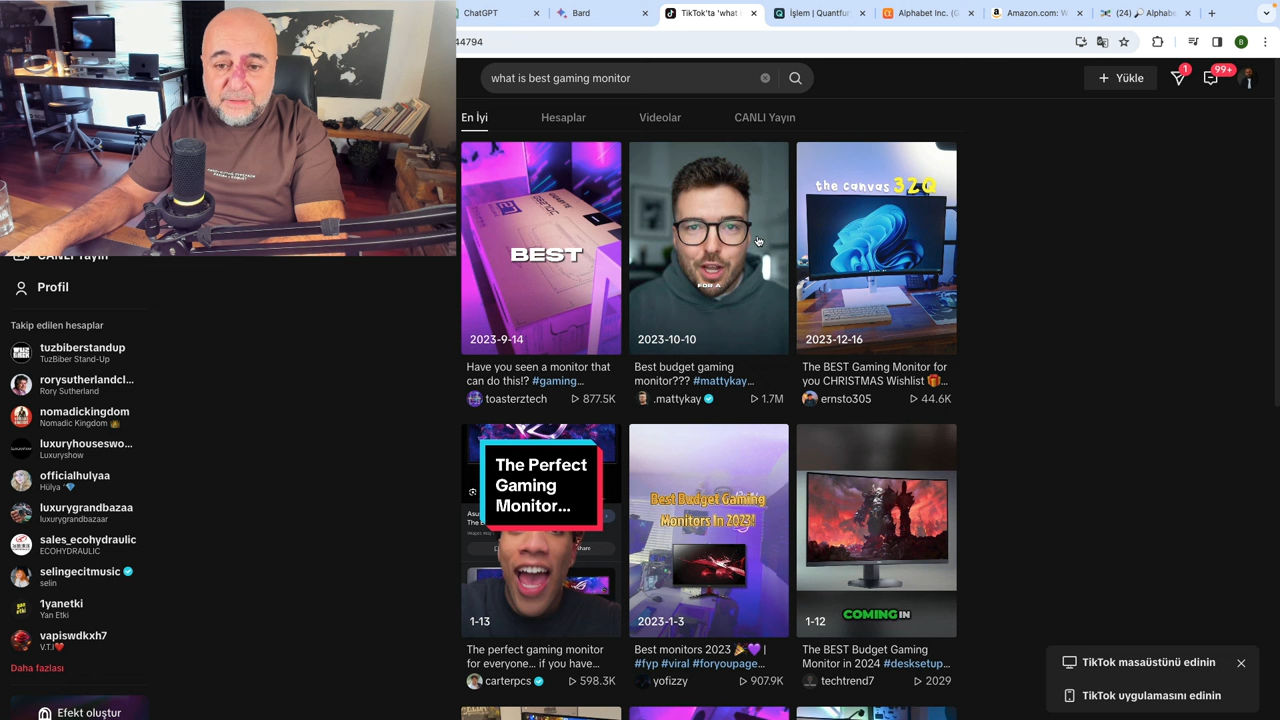 ChatGPT
Bard
TikTok'ta 'what i
İşlem | Quantfur
Alphabet Inc. (G
Amazon.com: W
(24) 🔎 Alphabe
44794
what is best gaming monitor
Yükle
1
99+
En İyi
Hesaplar
Videolar
CANLI Yayın
CANLI Yayın
Profil
Takip edilen hesaplar
tuzbiberstandup
TuzBiber Stand-Up
rorysutherlandcl...
Rory Sutherland
nomadickingdom
Nomadic Kingdom
luxuryhouseswo...
Luxuryshow
officialhulyaa
Hülya
luxurygrandbazaa
luxurygrandbazaar
sales_ecohydraulic
ECOHYDRAULIC
selingecitmusic
selin
1yanetki
Yan Etki
vapiswdkxh7
V.T.I❤️
Daha fazlası
Efekt oluştur
BEST
2023-9-14
Have you seen a monitor that
can do this!? #gaming...
toasterztech
877.5K
FOR A
2023-10-10
Best budget gaming
monitor??? #mattykay...
.mattykay
1.7M
the canvas 32Q
2023-12-16
The BEST Gaming Monitor for
you CHRISTMAS Wishlist 🎁...
ernsto305
44.6K
The Perfect
Gaming
Monitor...
1-13
The perfect gaming monitor
for everyone... if you have...
carterpcs
598.3K
Best Budget Gaming
Monitors In 2023!
2023-1-3
Best monitors 2023 🎉💜 |
#fyp #viral #foryoupage...
yofizzy
907.9K
COMING IN
1-12
The BEST Budget Gaming
Monitor in 2024 #desksetup...
techtrend7
2029
TikTok masaüstünü edinin
TikTok uygulamasını edinin